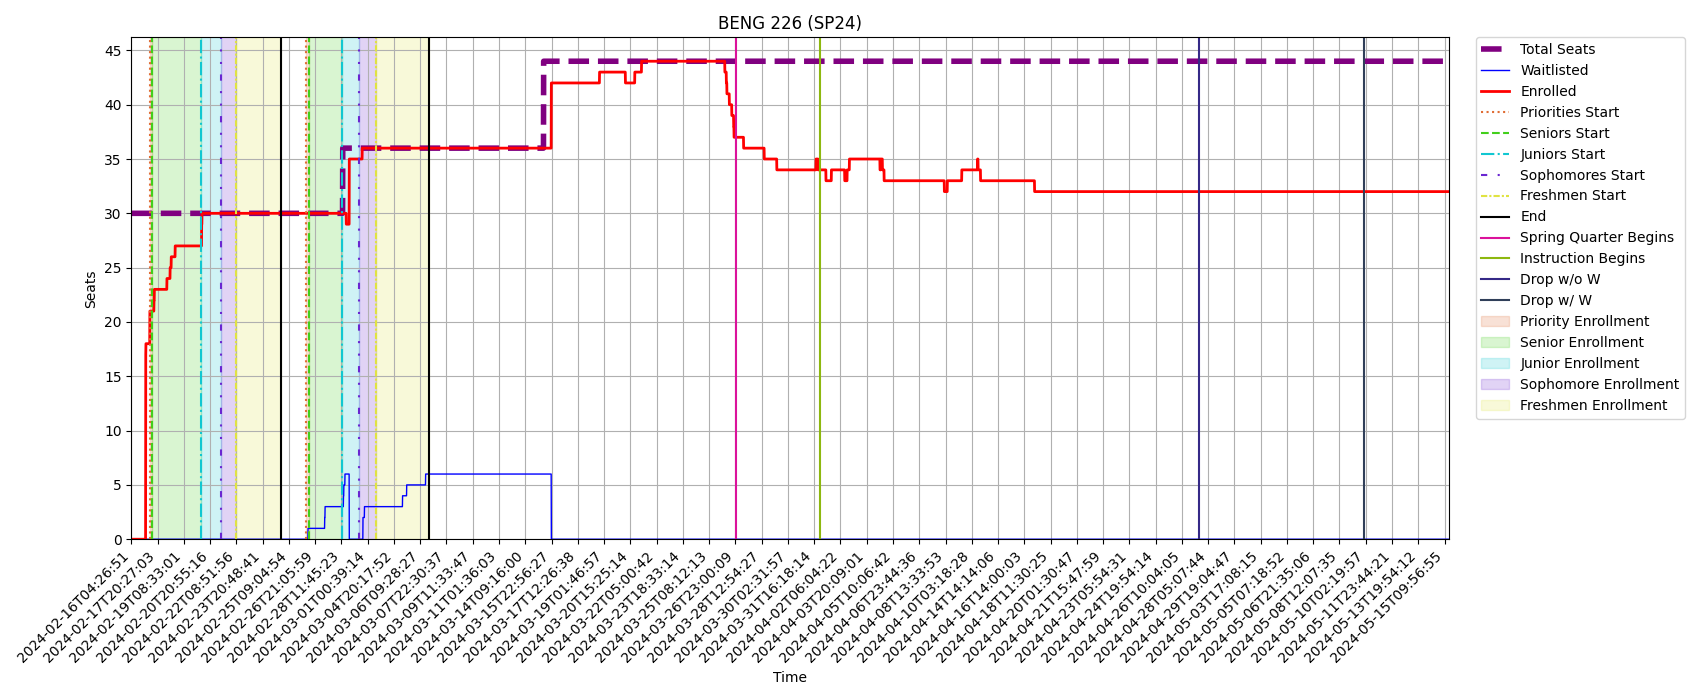 BENG 226 (SP24)
Seats
45
40
35
30
25
20
15
10
5
0
2024-02-16T04:26:51
2024-02-17T20:27:03
2024-02-19T08:33:01
2024-02-20T20:55:16
2024-02-22T08:51:56
2024-02-23T20:48:41
2024-02-25T09:04:54
2024-02-26T21:05:59
2024-02-28T11:45:23
2024-03-01T00:39:14
2024-03-04T20:17:52
2024-03-06T09:28:27
2024-03-07T22:30:37
2024-03-09T11:33:47
2024-03-11T01:36:03
2024-03-14T09:16:00
2024-03-15T22:56:27
2024-03-17T12:26:38
2024-03-19T01:46:57
2024-03-20T15:25:14
2024-03-22T05:00:42
2024-03-23T18:33:14
2024-03-25T08:12:13
2024-03-26T23:00:09
2024-03-28T12:54:27
2024-03-30T02:31:57
2024-03-31T16:18:14
2024-04-02T06:04:22
2024-04-03T20:09:01
2024-04-05T10:06:42
2024-04-06T23:44:36
2024-04-08T13:33:53
2024-04-10T03:18:28
2024-04-14T14:14:06
2024-04-16T14:00:03
2024-04-18T11:30:25
2024-04-20T01:30:47
2024-04-21T15:47:59
2024-04-23T05:54:31
2024-04-24T19:54:14
2024-04-26T10:04:05
2024-04-28T05:07:44
2024-04-29T19:04:47
2024-05-03T17:08:15
2024-05-05T07:18:52
2024-05-06T21:35:06
2024-05-08T12:07:35
2024-05-10T02:19:57
2024-05-11T23:44:21
2024-05-13T19:54:12
2024-05-15T09:56:55
Time
Total Seats
Waitlisted
Enrolled
Priorities Start
Seniors Start
Juniors Start
Sophomores Start
Freshmen Start
End
Spring Quarter Begins
Instruction Begins
Drop w/o W
Drop w/ W
Priority Enrollment
Senior Enrollment
Junior Enrollment
Sophomore Enrollment
Freshmen Enrollment